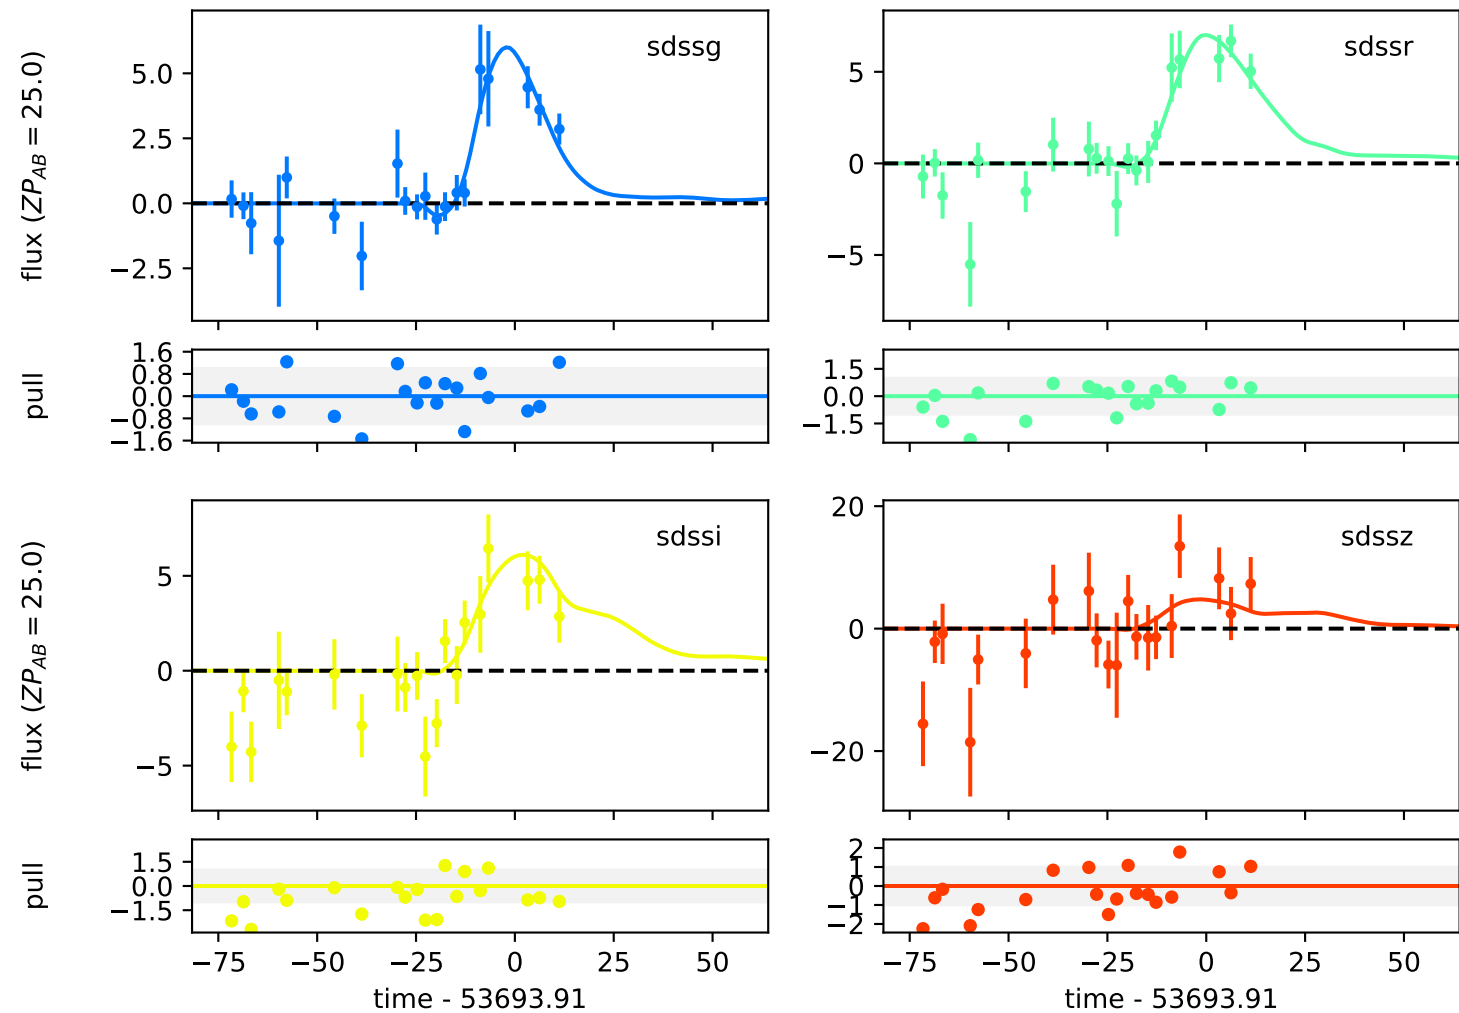 flux (ZP_AB = 25.0)
5.0
2.5
0.0
−2.5
sdssg
5
0
−5
sdssr
pull
1.6
0.8
0.0
−0.8
−1.6
1.5
0.0
−1.5
flux (ZP_AB = 25.0)
5
0
−5
sdssi
20
0
−20
sdssz
pull
1.5
0.0
−1.5
2
1
0
−1
−2
−75 −50 −25 0 25 50
−75 −50 −25 0 25 50
time - 53693.91
time - 53693.91